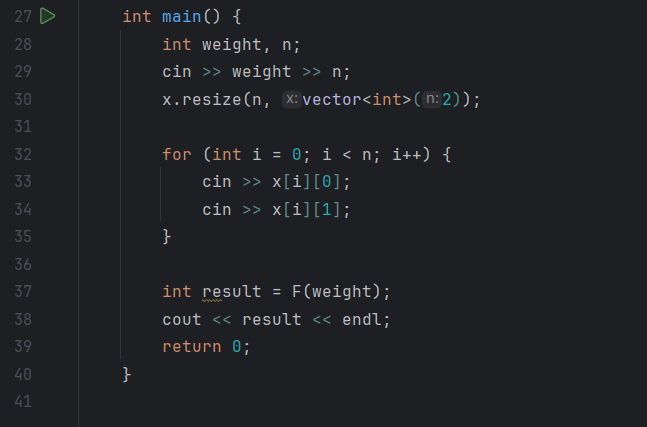 27 int main() {
28 int weight, n;
29 cin >> weight >> n;
30 x.resize(n, x: vector<int>( n: 2));
31
32 for (int i = 0; i < n; i++) {
33 cin >> x[i][0];
34 cin >> x[i][1];
35 }
36
37 int result = F(weight);
38 cout << result << endl;
39 return 0;
40 }
41